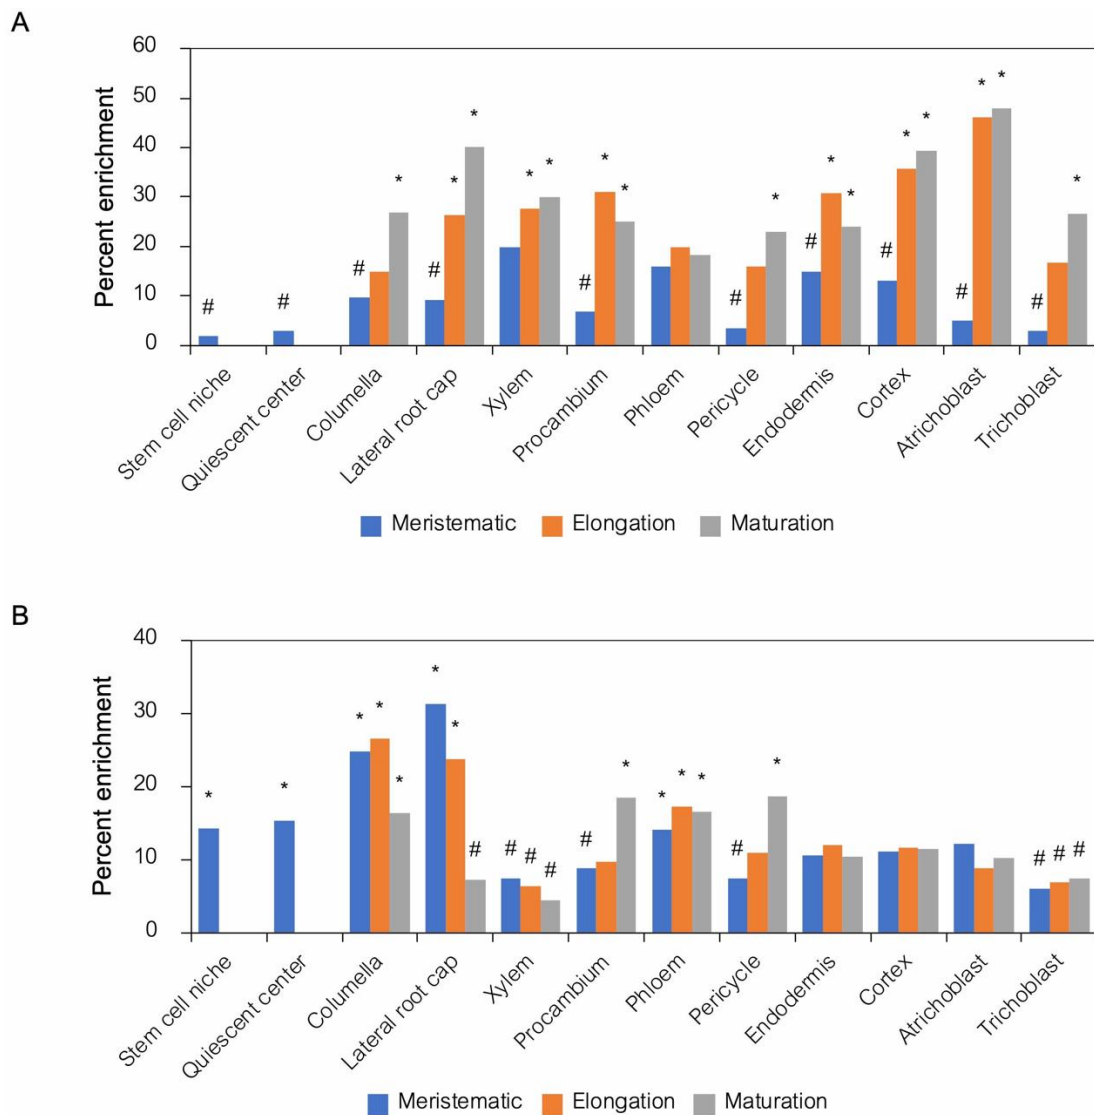 A
Percent enrichment
60
50
40
30
20
10
0
# # # # # # # # # #
* * * * * * * * * * * * * * *
Stem cell niche
Quiescent center
Columella
Lateral root cap
Xylem
Procambium
Phloem
Pericycle
Endodermis
Cortex
Atrichoblast
Trichoblast
Meristematic Elongation Maturation
B
Percent enrichment
40
30
20
10
0
* * * * * * * # # # # # * * * * # * # # #
Stem cell niche
Quiescent center
Columella
Lateral root cap
Xylem
Procambium
Phloem
Pericycle
Endodermis
Cortex
Atrichoblast
Trichoblast
Meristematic Elongation Maturation